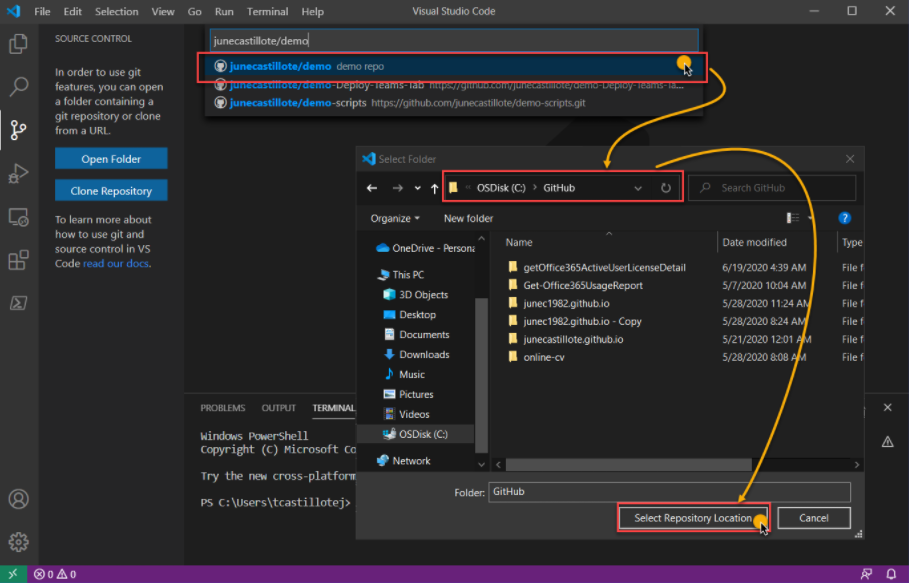 File Edit Selection View Go Run Terminal Help Visual Studio Code
SOURCE CONTROL
In order to use git
features, you can open
a folder containing a
git repository or clone
from a URL.
Open Folder
Clone Repository
To learn more about
how to use git and
source control in VS
Code read our docs.
junecastillote/demo
junecastillote/demo demo repo
junecastillote/demo-Deploy-Teams-Tab https://github.com/junecastillote/demo-Deploy-Teams-Ta...
junecastillote/demo-scripts https://github.com/junecastillote/demo-scripts.git
Select Folder
OSDisk (C:) › GitHub
Search GitHub
Organize New folder
OneDrive - Persona
This PC
3D Objects
Desktop
Documents
Downloads
Music
Pictures
Videos
OSDisk (C:)
Network
Name Date modified Type
getOffice365ActiveUserLicenseDetail 6/19/2020 4:39 AM File f
Get-Office365UsageReport 5/7/2020 10:04 AM File f
junec1982.github.io 5/28/2020 11:24 AM File f
junec1982.github.io - Copy 5/28/2020 8:24 AM File f
junecastillote.github.io 5/21/2020 12:01 AM File f
online-cv 5/28/2020 8:08 AM File f
Folder: GitHub
Select Repository Location Cancel
PROBLEMS OUTPUT TERMINAL
Windows PowerShell
Copyright (C) Microsoft Co
Try the new cross-platform
PS C:\Users\tcastillotej>
0 0